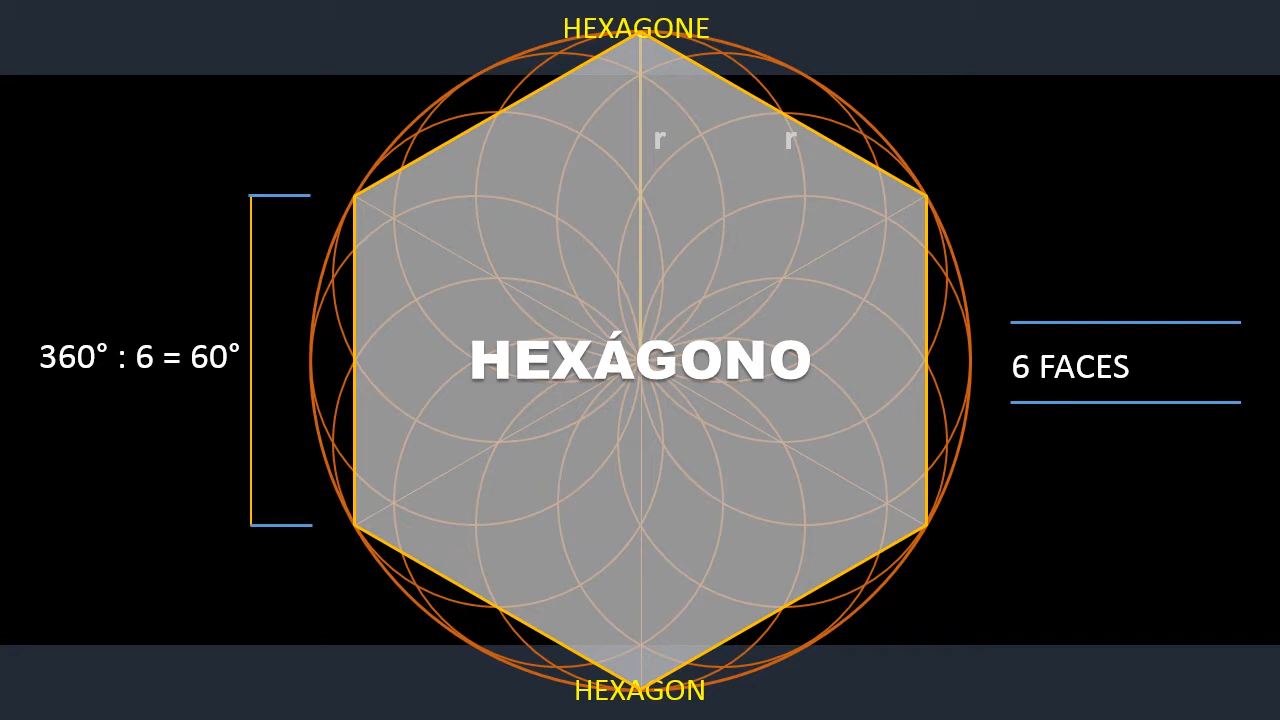 HEXAGONE
r
r
360° : 6 = 60°
HEXÁGONO
6 FACES
HEXAGON